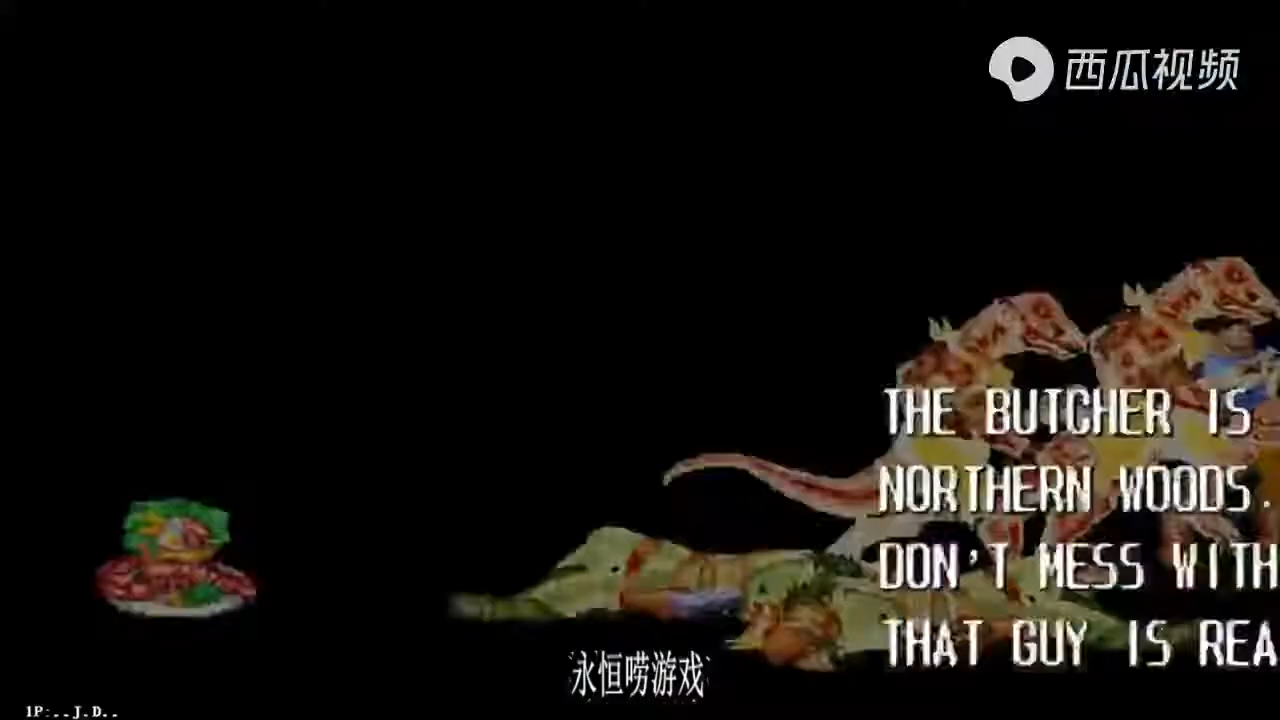 西瓜视频
THE BUTCHER IS
NORTHERN WOODS.
DON'T MESS WITH
THAT GUY IS REA
永恒唠游戏
1P:..J.D..